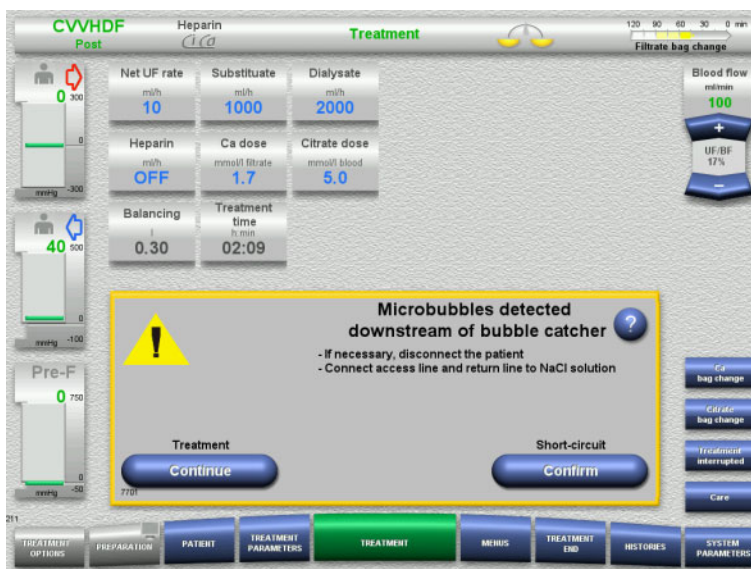 CVVHDF
Post
Heparin
Ci Ca
Treatment
120 90 60 30 0 min
Filtrate bag change
0 300
0
-300
mmHg
40 500
0
-100
mmHg
Pre-F
0 750
0
-50
mmHg
Net UF rate
ml/h
10
Substituate
ml/h
1000
Dialysate
ml/h
2000
Heparin
ml/h
OFF
Ca dose
mmol/l filtrate
1.7
Citrate dose
mmol/l blood
5.0
Balancing
l
0.30
Treatment
time
h:min
02:09
Blood flow
ml/min
100
+
UF/BF
17%
−
Microbubbles detected
downstream of bubble catcher
?
!
- If necessary, disconnect the patient
- Connect access line and return line to NaCl solution
Treatment
Continue
Short-circuit
Confirm
7701
Ca
bag change
Citrate
bag change
Treatment
interrupted
Care
211
TREATMENT
OPTIONS
PREPARATION
PATIENT
TREATMENT
PARAMETERS
TREATMENT
MENUS
TREATMENT
END
HISTORIES
SYSTEM
PARAMETERS